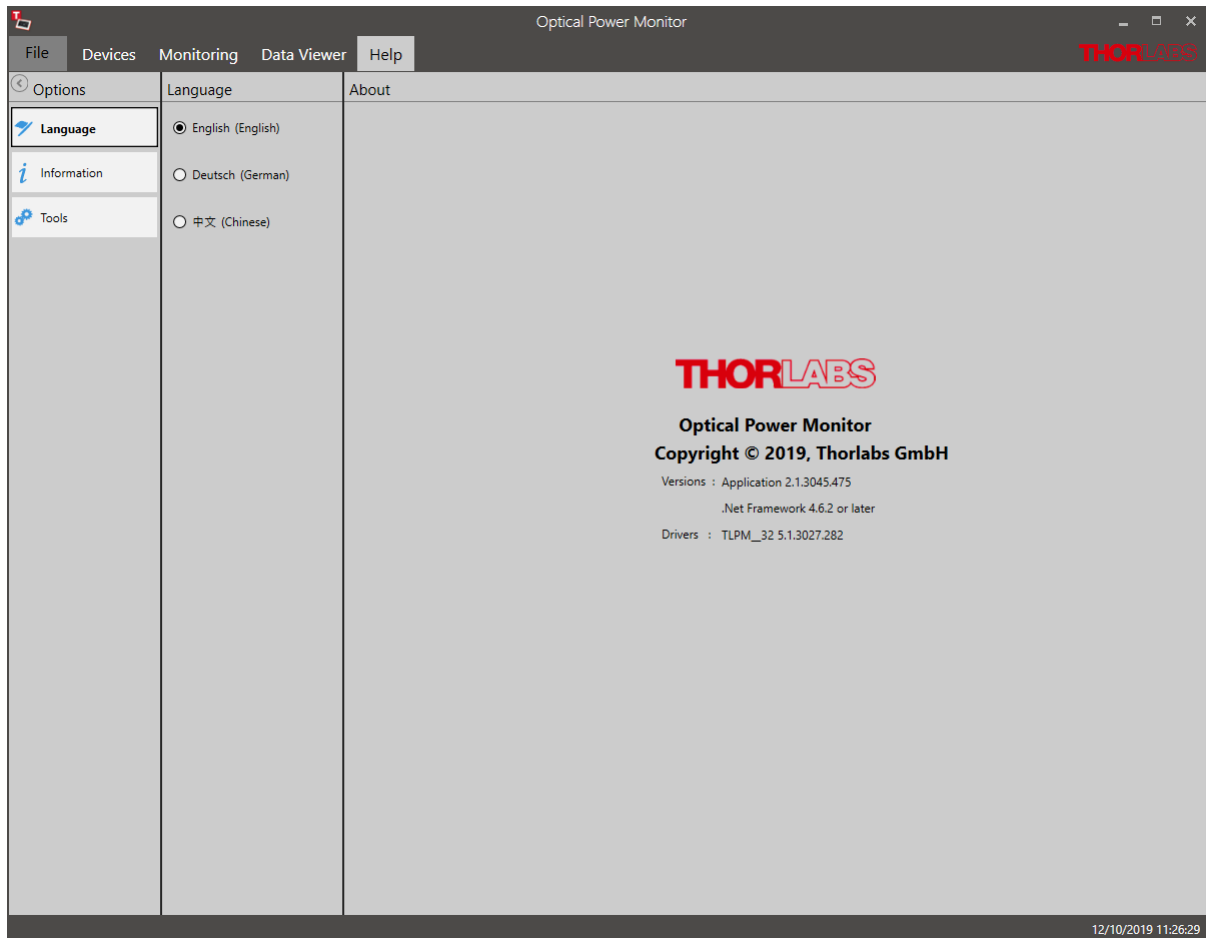 Optical Power Monitor
File Devices Monitoring Data Viewer Help
THORLABS
Options
Language
Information
Tools
Language
English (English)
Deutsch (German)
中文 (Chinese)
About
THORLABS
Optical Power Monitor
Copyright © 2019, Thorlabs GmbH
Versions : Application 2.1.3045.475
.Net Framework 4.6.2 or later
Drivers : TLPM__32 5.1.3027.282
12/10/2019 11:26:29